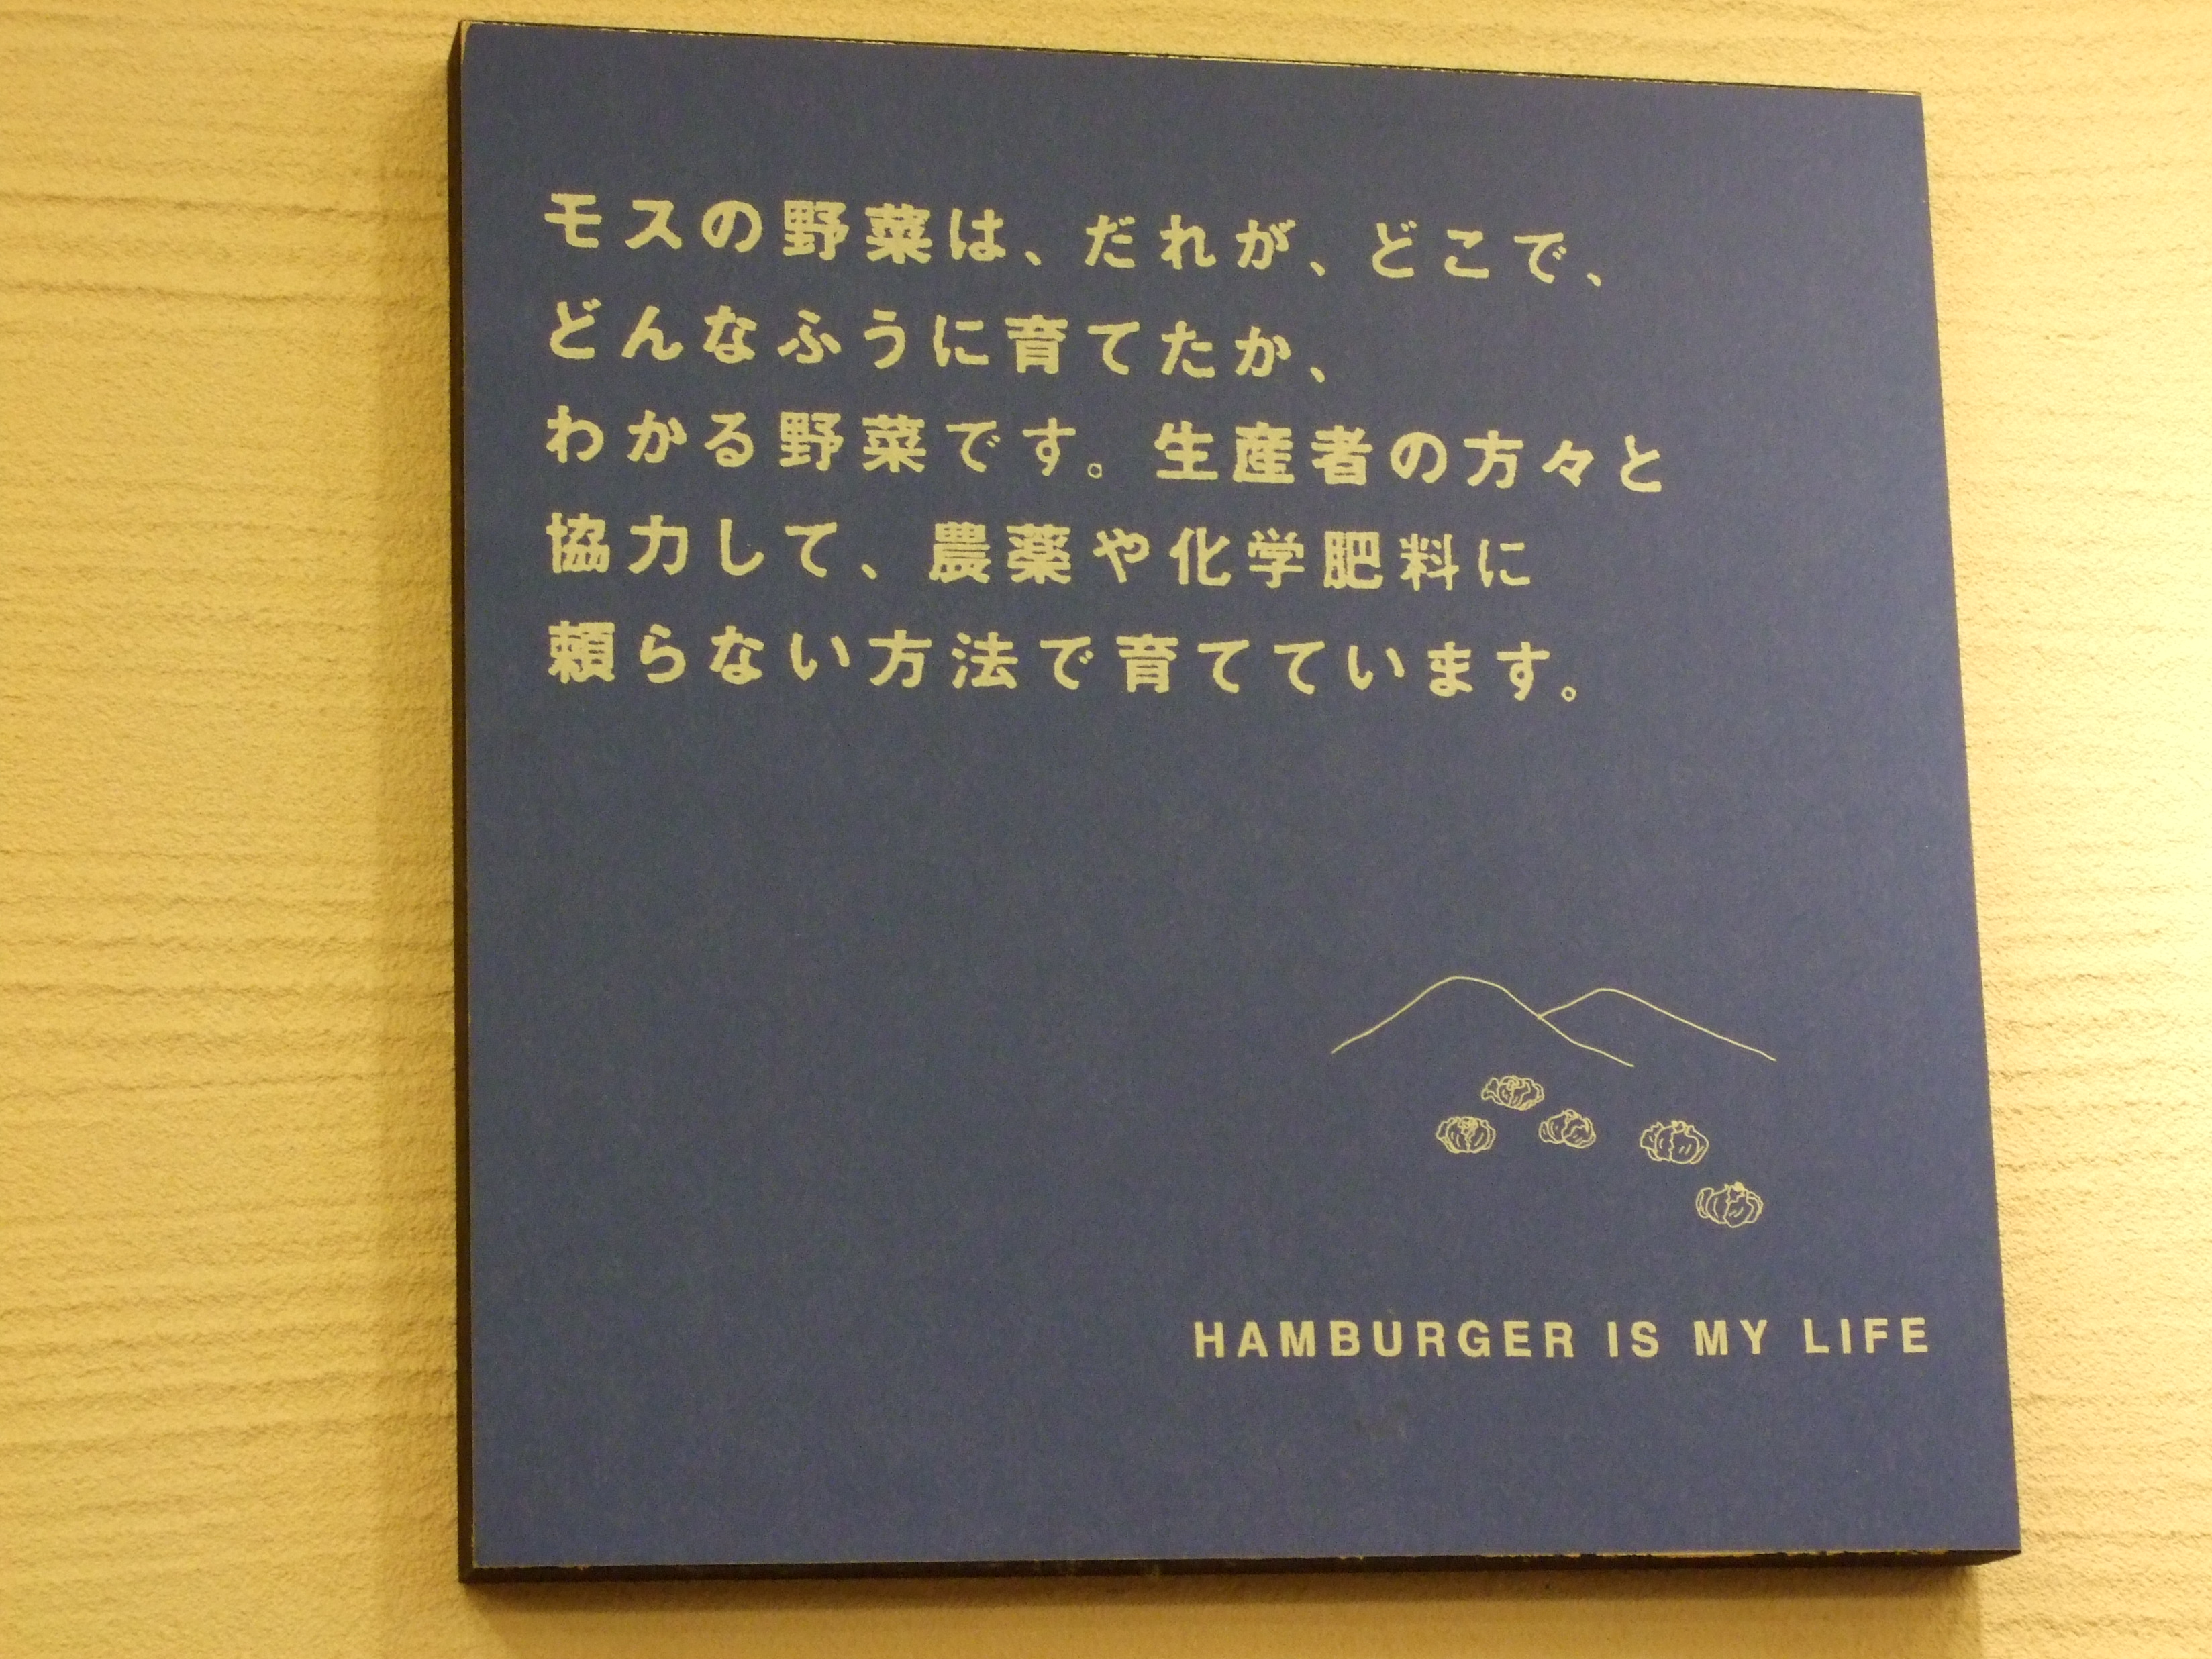 モスの野菜は、だれが、どこで、
どんなふうに育てたか、
わかる野菜です。生産者の方々と
協力して、農薬や化学肥料に
頼らない方法で育てています。
HAMBURGER IS MY LIFE